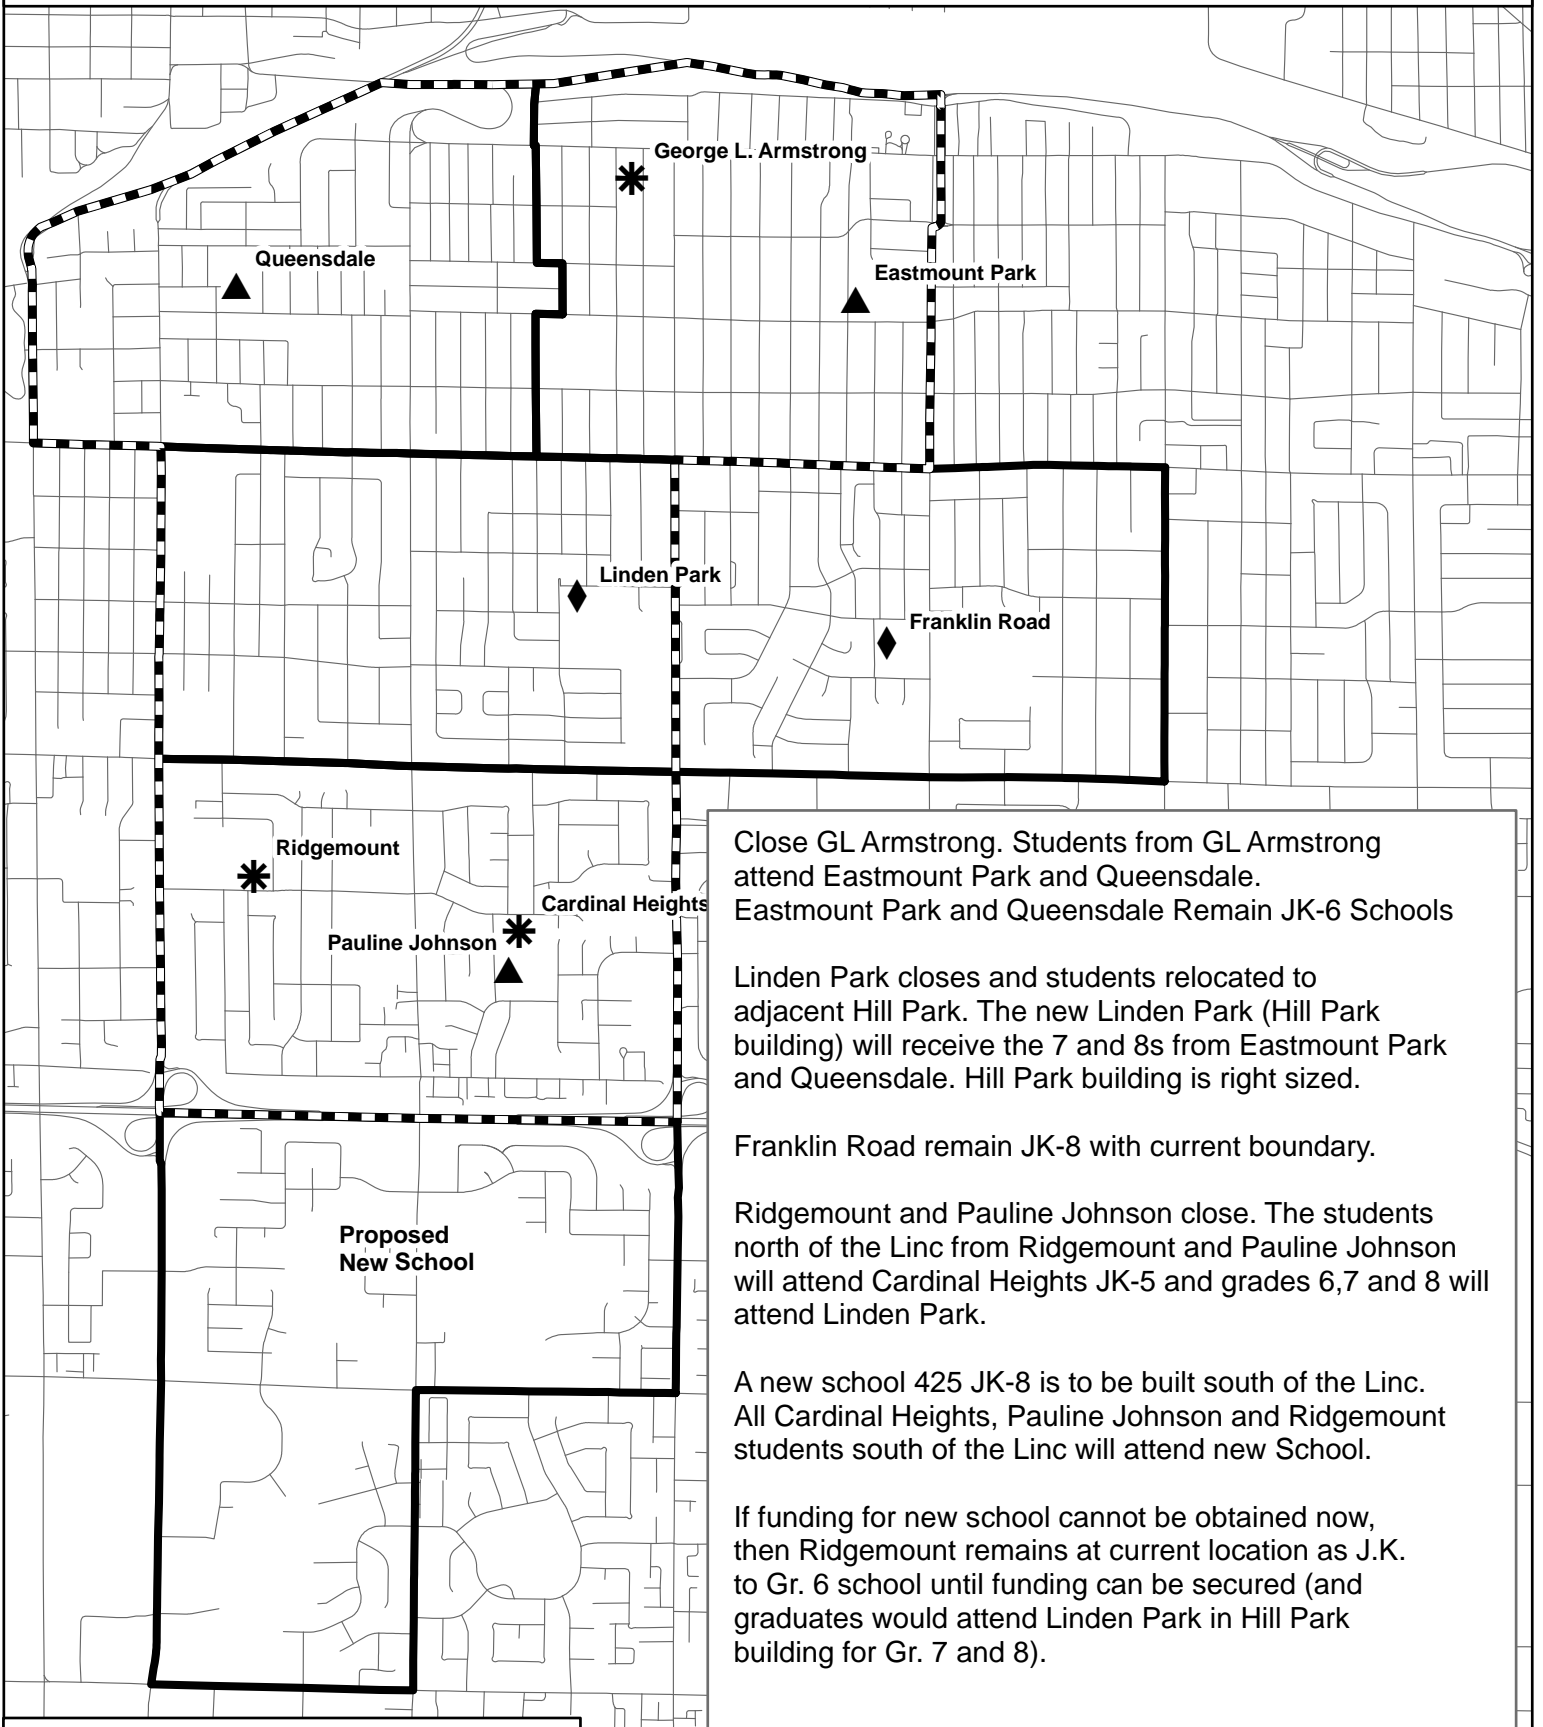 George L. Armstrong
Queensdale
Eastmount Park
Linden Park
Franklin Road
Ridgemount
Cardinal Heights
Pauline Johnson
Proposed
New School
Close GL Armstrong. Students from GL Armstrong
attend Eastmount Park and Queensdale.
Eastmount Park and Queensdale Remain JK-6 Schools
Linden Park closes and students relocated to
adjacent Hill Park. The new Linden Park (Hill Park
building) will receive the 7 and 8s from Eastmount Park
and Queensdale. Hill Park building is right sized.
Franklin Road remain JK-8 with current boundary.
Ridgemount and Pauline Johnson close. The students
north of the Linc from Ridgemount and Pauline Johnson
will attend Cardinal Heights JK-5 and grades 6,7 and 8 will
attend Linden Park.
A new school 425 JK-8 is to be built south of the Linc.
All Cardinal Heights, Pauline Johnson and Ridgemount
students south of the Linc will attend new School.
If funding for new school cannot be obtained now,
then Ridgemount remains at current location as J.K.
to Gr. 6 school until funding can be secured (and
graduates would attend Linden Park in Hill Park
building for Gr. 7 and 8).